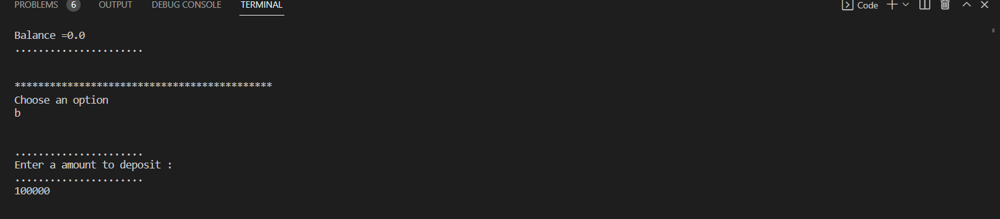 PROBLEMS 6 OUTPUT DEBUG CONSOLE TERMINAL Code
Balance =0.0
......................
********************************************
Choose an option
b
......................
Enter a amount to deposit :
......................
100000